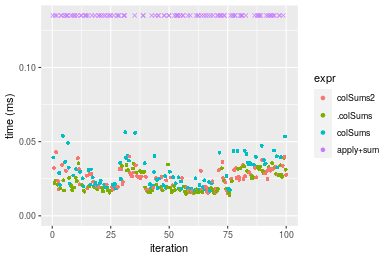 expr
colSums2
.colSums
colSums
apply+sum
time (ms)
0.10
0.05
0.00
0
25
50
75
100
iteration